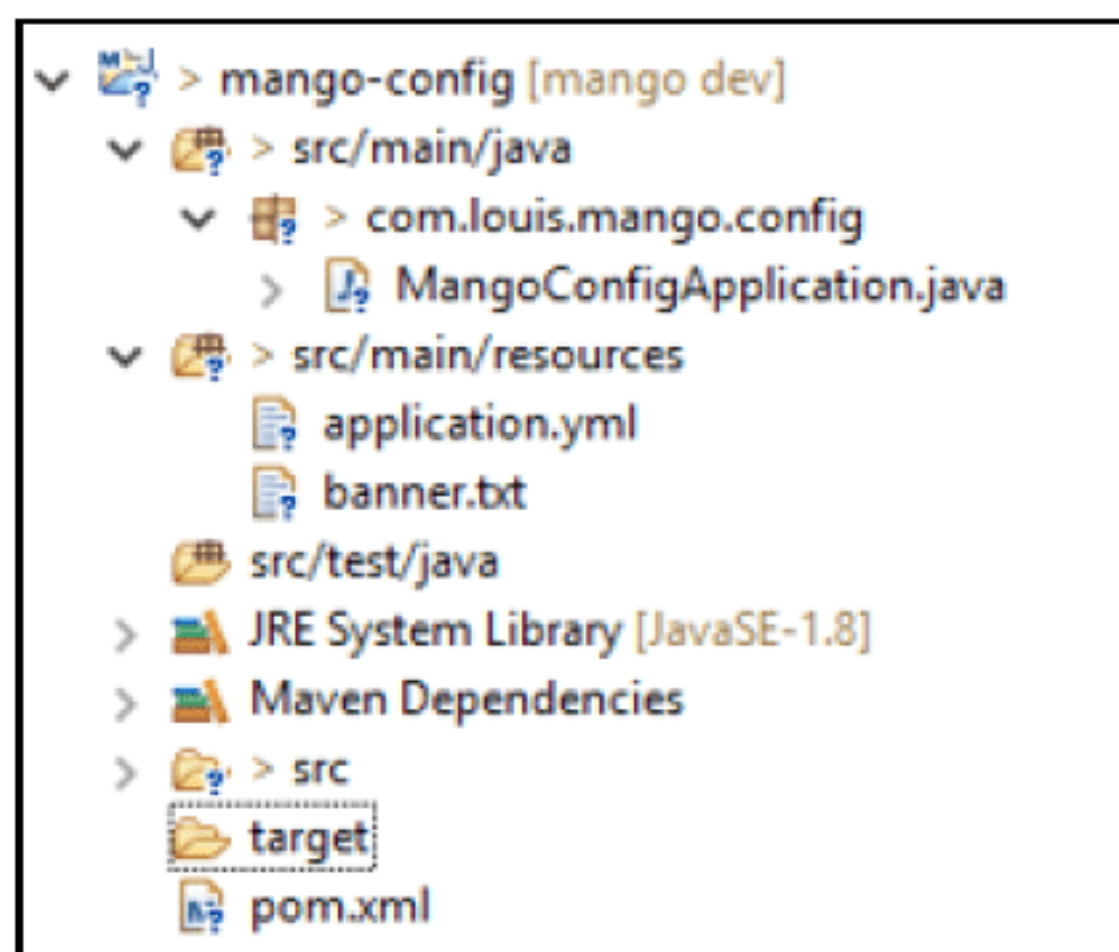 > mango-config [mango dev]
> src/main/java
> com.louis.mango.config
MangoConfigApplication.java
> src/main/resources
application.yml
banner.txt
src/test/java
JRE System Library [JavaSE-1.8]
Maven Dependencies
> src
target
pom.xml